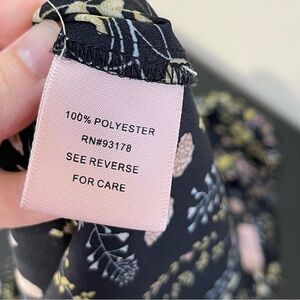 100% POLYESTER
RN#93178
SEE REVERSE
FOR CARE